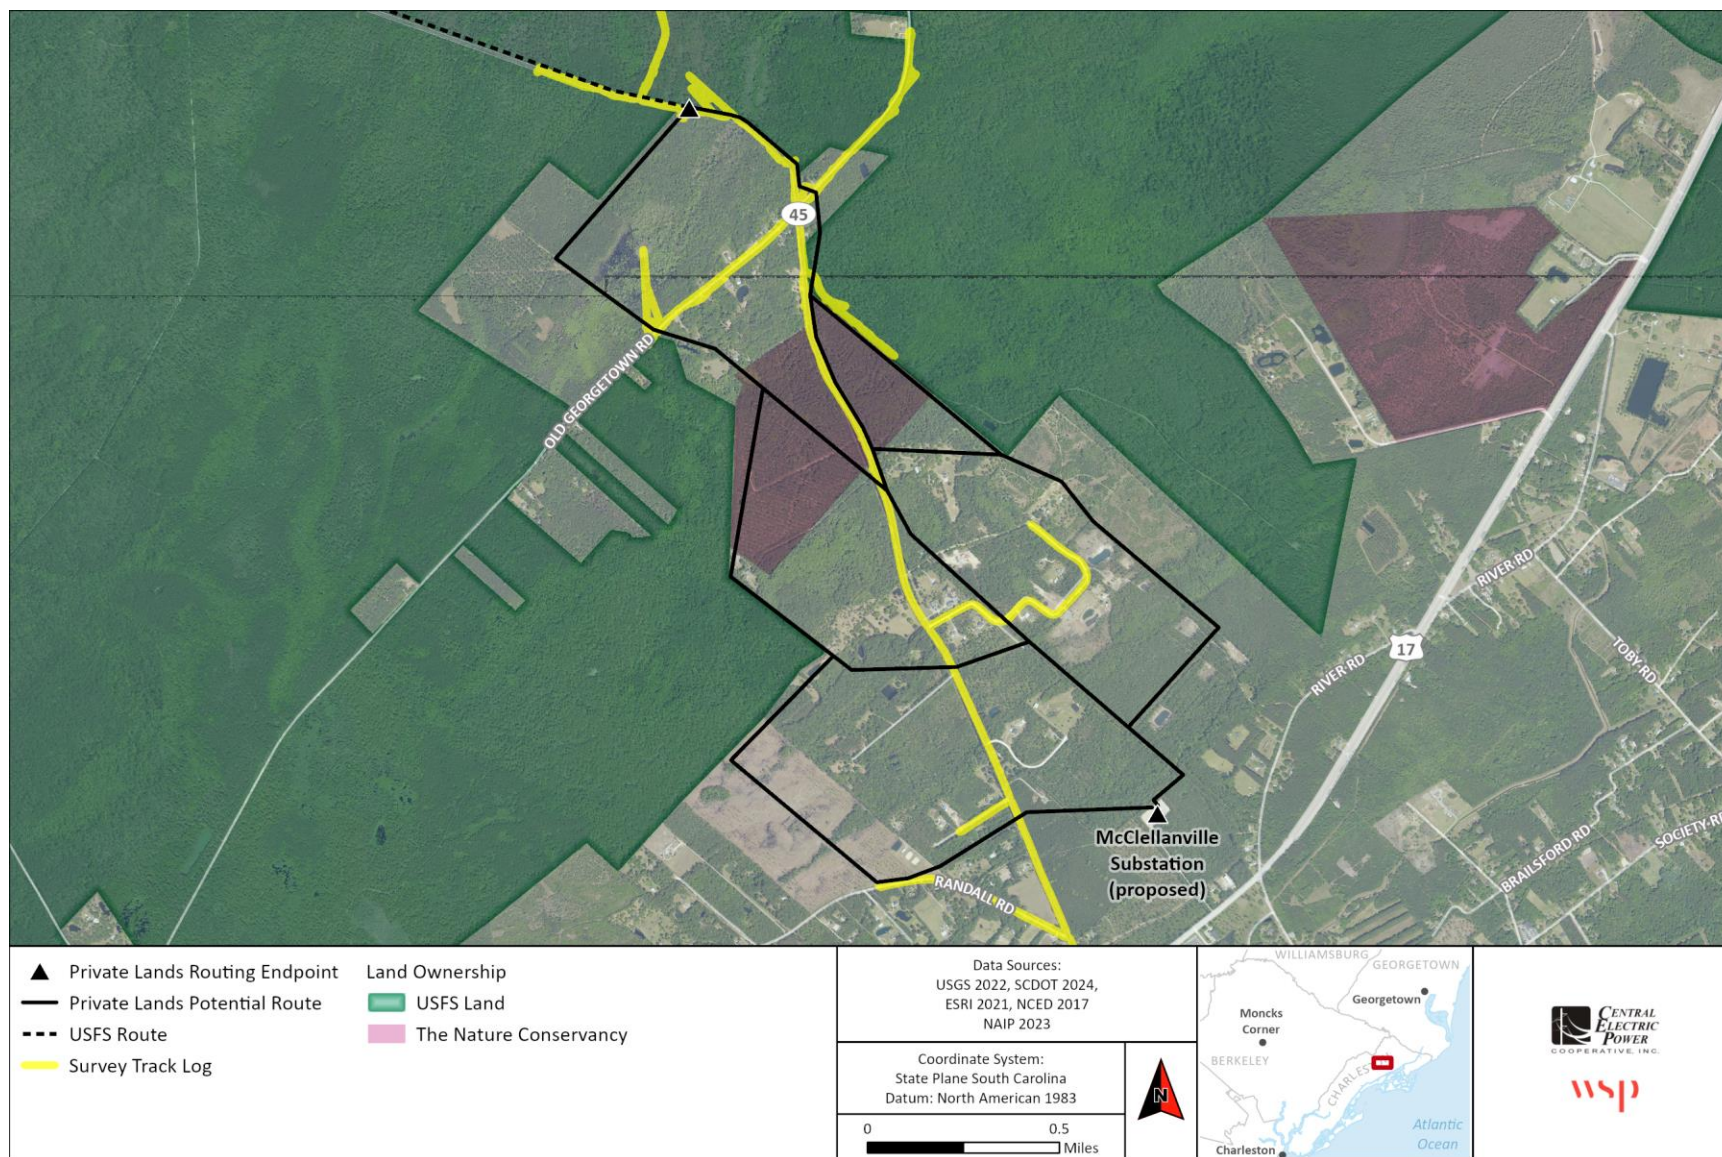 45
OLD GEORGETOWN RD
RIVER RD
17
RIVER RD
TOBY RD
McClellanville
Substation
(proposed)
RANDALL RD
BRAILSFORD RD
SOCIETY RD
Private Lands Routing Endpoint
Private Lands Potential Route
USFS Route
Survey Track Log
Land Ownership
USFS Land
The Nature Conservancy
Data Sources:
USGS 2022, SCDOT 2024,
ESRI 2021, NCED 2017
NAIP 2023
Coordinate System:
State Plane South Carolina
Datum: North American 1983
0 0.5
Miles
N
WILLIAMSBURG
GEORGETOWN
Georgetown
Moncks
Corner
BERKELEY
CHARLEST
Atlantic
Ocean
Charleston
CENTRAL
ELECTRIC
POWER
COOPERATIVE, INC.
wsp